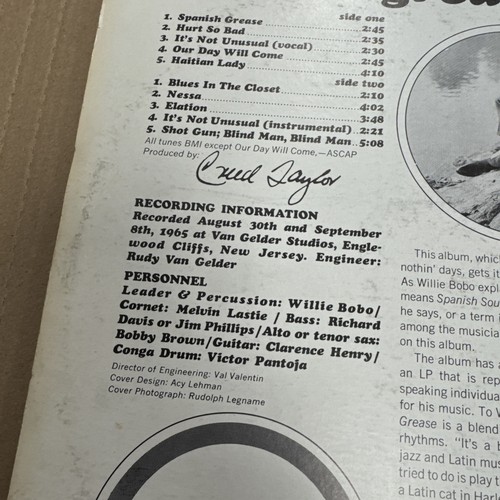 side one
1. Spanish Grease 2:45
2. Hurt So Bad 2:35
3. It's Not Unusual (vocal) 2:30
4. Our Day Will Come 2:45
5. Haitian Lady 4:10
side two
1. Blues In The Closet 2:10
2. Nessa 4:02
3. Elation 3:48
4. It's Not Unusual (instrumental) 2:21
5. Shot Gun; Blind Man, Blind Man 5:08
All tunes BMI except Our Day Will Come,—ASCAP
Produced by: Creed Taylor
RECORDING INFORMATION
Recorded August 30th and September
8th, 1965 at Van Gelder Studios, Engle-
wood Cliffs, New Jersey. Engineer:
Rudy Van Gelder
PERSONNEL
Leader & Percussion: Willie Bobo/
Cornet: Melvin Lastie / Bass: Richard
Davis or Jim Phillips/Alto or tenor sax:
Bobby Brown/Guitar: Clarence Henry/
Conga Drum: Victor Pantoja
Director of Engineering: Val Valentin
Cover Design: Acy Lehman
Cover Photograph: Rudolph Legname
This album, whic
nothin' days, gets it
As Willie Bobo expl
means Spanish Sou
he says, or a term
among the musicia
on this album.
The album has
an LP that is rep
speaking individua
for his music. To
Grease is a blend
rhythms. "It's a b
jazz and Latin mus
tried to do is play
a Latin cat in Harl